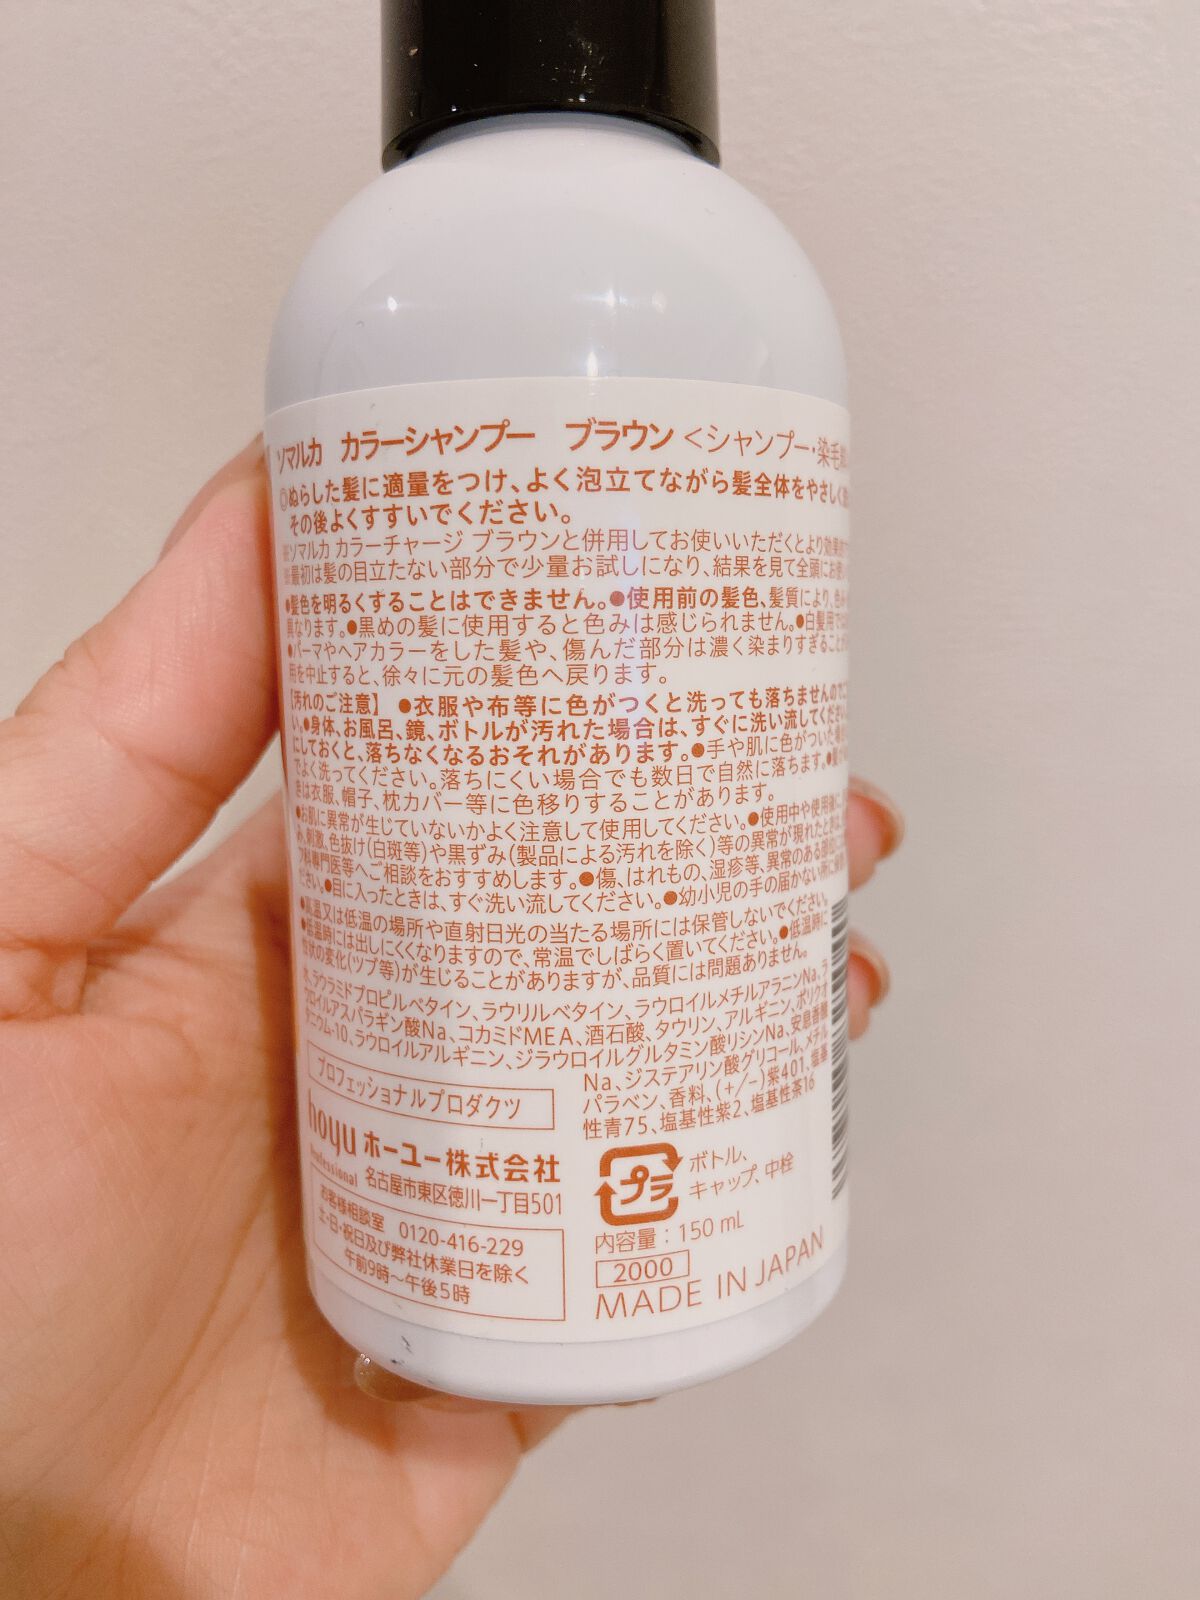 ソマルカ カラーシャンプー ブラウン <シャンプー・染毛
◎ぬらした髪に適量をつけ、よく泡立てながら髪全体をやさしく
その後よくすすいでください。
※ソマルカ カラーチャージ ブラウンと併用してお使いいただくとより効果
※最初は髪の目立たない部分で少量お試しになり、結果を見て全頭にお使い
●髪色を明るくすることはできません。●使用前の髪色、髪質により、色み
異なります。●黒めの髪に使用すると色みは感じられません。●白髪用では
●パーマやヘアカラーをした髪や、傷んだ部分は濃く染まりすぎることが
用を中止すると、徐々に元の髪色へ戻ります。
【汚れのご注意】 ●衣服や布等に色がつくと洗っても落ちませんのでご
い。●身体、お風呂、鏡、ボトルが汚れた場合は、すぐに洗い流してください
にしておくと、落ちなくなるおそれがあります。●手や肌に色がついた場合
でよく洗ってください。落ちにくい場合でも数日で自然に落ちます。●髪が
きは衣服、帽子、枕カバー等に色移りすることがあります。
●お肌に異常が生じていないかよく注意して使用してください。●使用中や使用後に、
み、刺激、色抜け(白斑等)や黒ずみ(製品による汚れを除く)等の異常が現れたときは、
フ科専門医等へご相談をおすすめします。●傷、はれもの、湿疹等、異常のある部位に
ださい。●目に入ったときは、すぐ洗い流してください。●幼小児の手の届かない所に
●高温又は低温の場所や直射日光の当たる場所には保管しないでください。
●低温時には出しにくくなりますので、常温でしばらく置いてください。●低温時に
性状の変化(ツブ等)が生じることがありますが、品質には問題ありません。
水、ラウラミドプロピルベタイン、ラウリルベタイン、ラウロイルメチルアラニンNa、ラ
ウロイルアスパラギン酸Na、コカミドMEA、酒石酸、タウリン、アルギニン、ポリクオ
タニウム-10、ラウロイルアルギニン、ジラウロイルグルタミン酸リシンNa、安息香酸
Na、ジステアリン酸グリコール、メチル
パラベン、香料、(+/−)紫401、塩基
性青75、塩基性紫2、塩基性茶16
プロフェッショナルプロダクツ
hoyu ホーユー株式会社
Professional 名古屋市東区徳川一丁目501
お客様相談室 0120-416-229
土・日・祝日及び弊社休業日を除く
午前9時〜午後5時
プラ
ボトル、
キャップ、中栓
内容量:150 mL
2000
MADE IN JAPAN